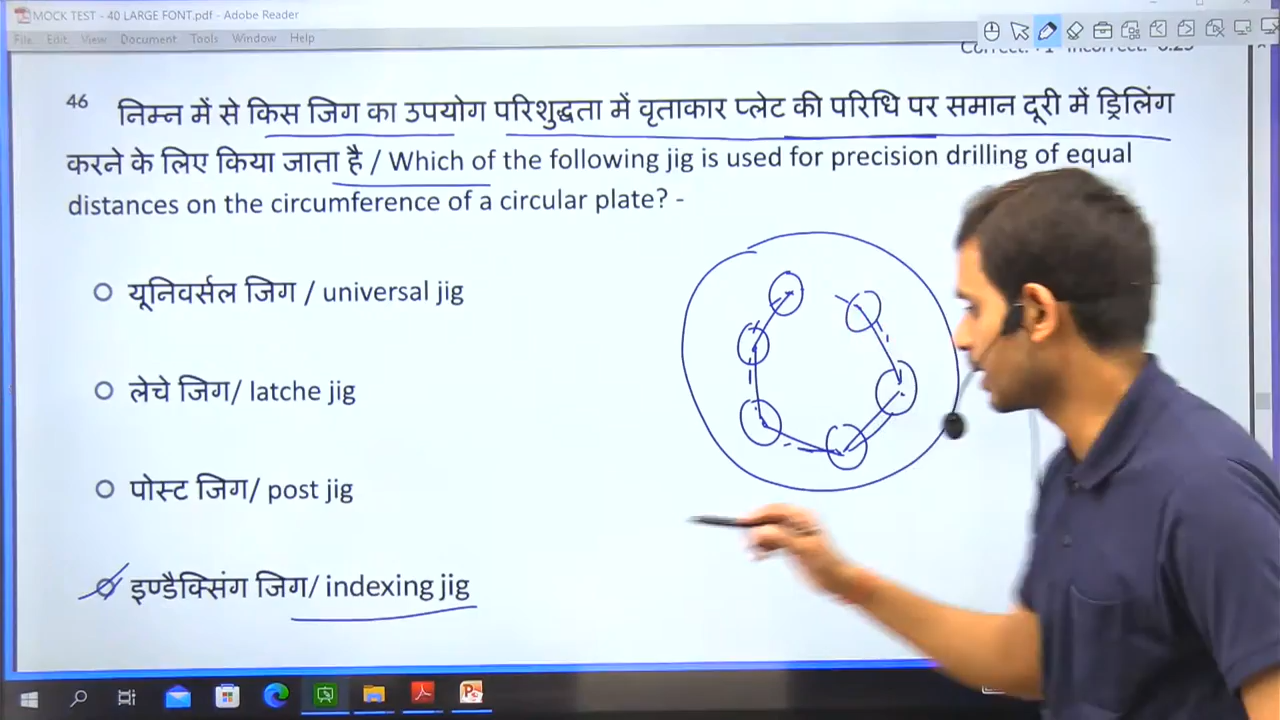 MOCK TEST - 40 LARGE FONT.pdf - Adobe Reader
File Edit View Document Tools Window Help
46
निम्न में से किस जिग का उपयोग परिशुद्धता में वृताकार प्लेट की परिधि पर समान दूरी में ड्रिलिंग
करने के लिए किया जाता है / Which of the following jig is used for precision drilling of equal
distances on the circumference of a circular plate? -
यूनिवर्सल जिग / universal jig
लेचे जिग/ latche jig
पोस्ट जिग/ post jig
इण्डैक्सिंग जिग/ indexing jig